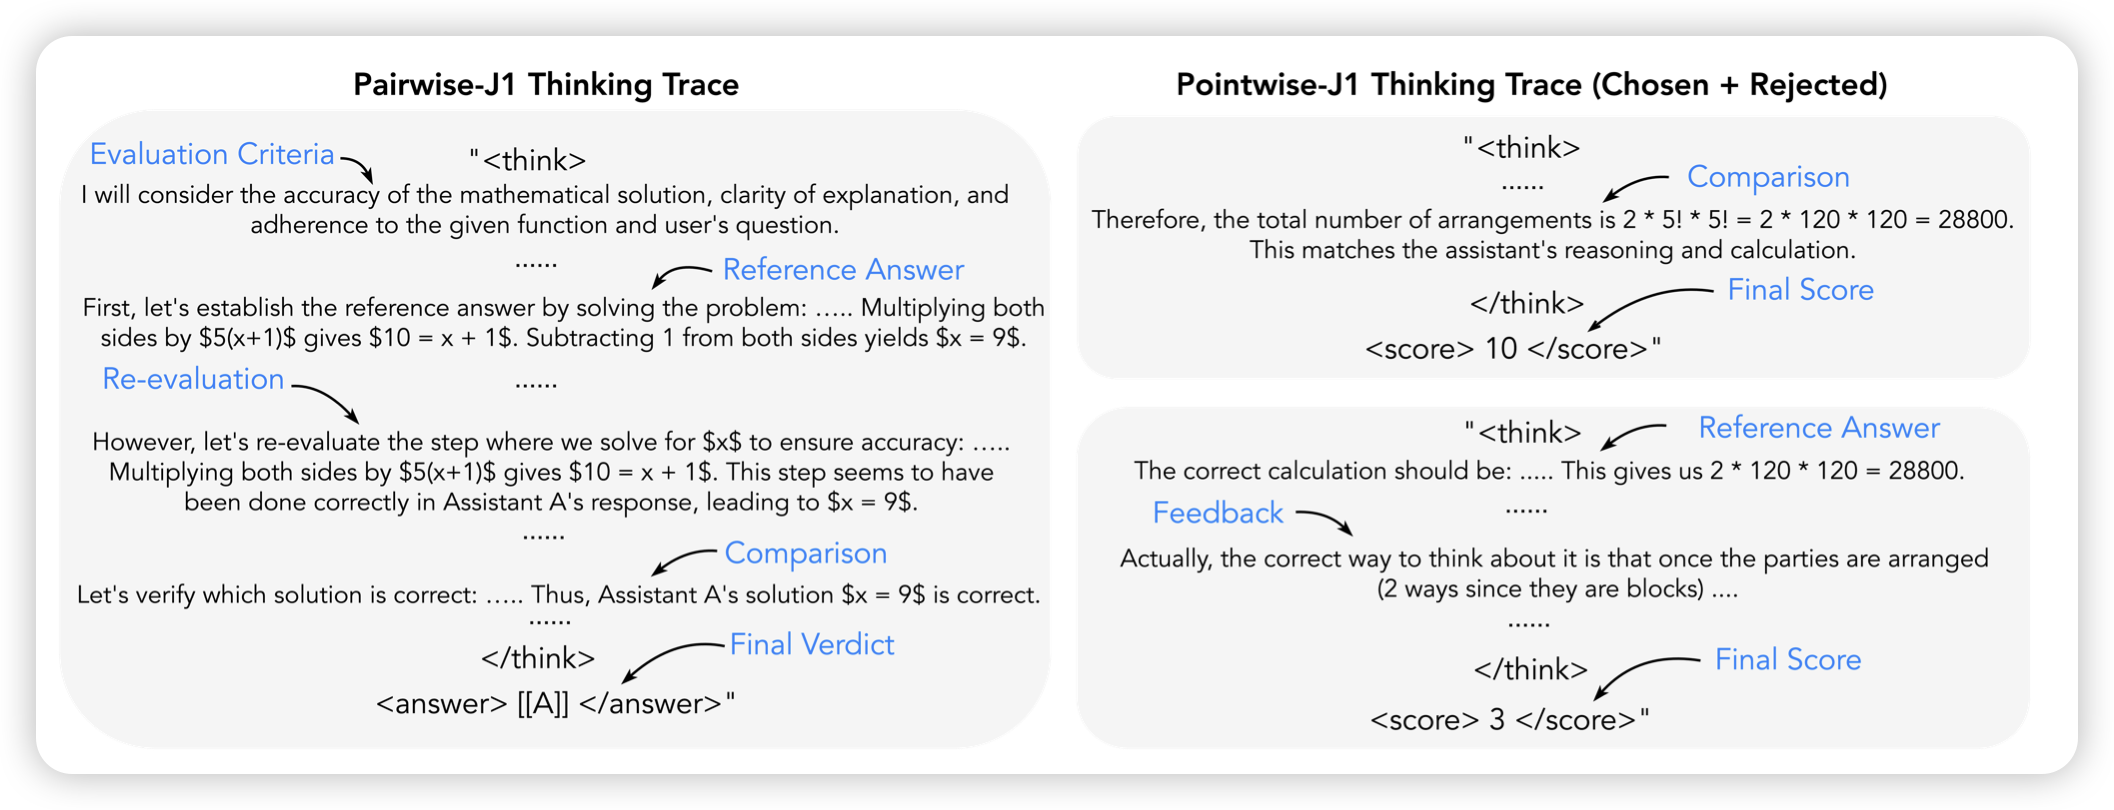 Pairwise-J1 Thinking Trace
Evaluation Criteria
"<think>
I will consider the accuracy of the mathematical solution, clarity of explanation, and
adherence to the given function and user's question.
......
Reference Answer
First, let's establish the reference answer by solving the problem: ..... Multiplying both
sides by $5(x+1)$ gives $10 = x + 1$. Subtracting 1 from both sides yields $x = 9$.
Re-evaluation
......
However, let's re-evaluate the step where we solve for $x$ to ensure accuracy: .....
Multiplying both sides by $5(x+1)$ gives $10 = x + 1$. This step seems to have
been done correctly in Assistant A's response, leading to $x = 9$.
......
Comparison
Let's verify which solution is correct: ..... Thus, Assistant A's solution $x = 9$ is correct.
......
Final Verdict
</think>
<answer> [[A]] </answer>"
Pointwise-J1 Thinking Trace (Chosen + Rejected)
"<think>
......
Comparison
Therefore, the total number of arrangements is 2 * 5! * 5! = 2 * 120 * 120 = 28800.
This matches the assistant's reasoning and calculation.
Final Score
</think>
<score> 10 </score>"
"<think>
Reference Answer
The correct calculation should be: ..... This gives us 2 * 120 * 120 = 28800.
Feedback
......
Actually, the correct way to think about it is that once the parties are arranged
(2 ways since they are blocks) ....
......
Final Score
</think>
<score> 3 </score>"